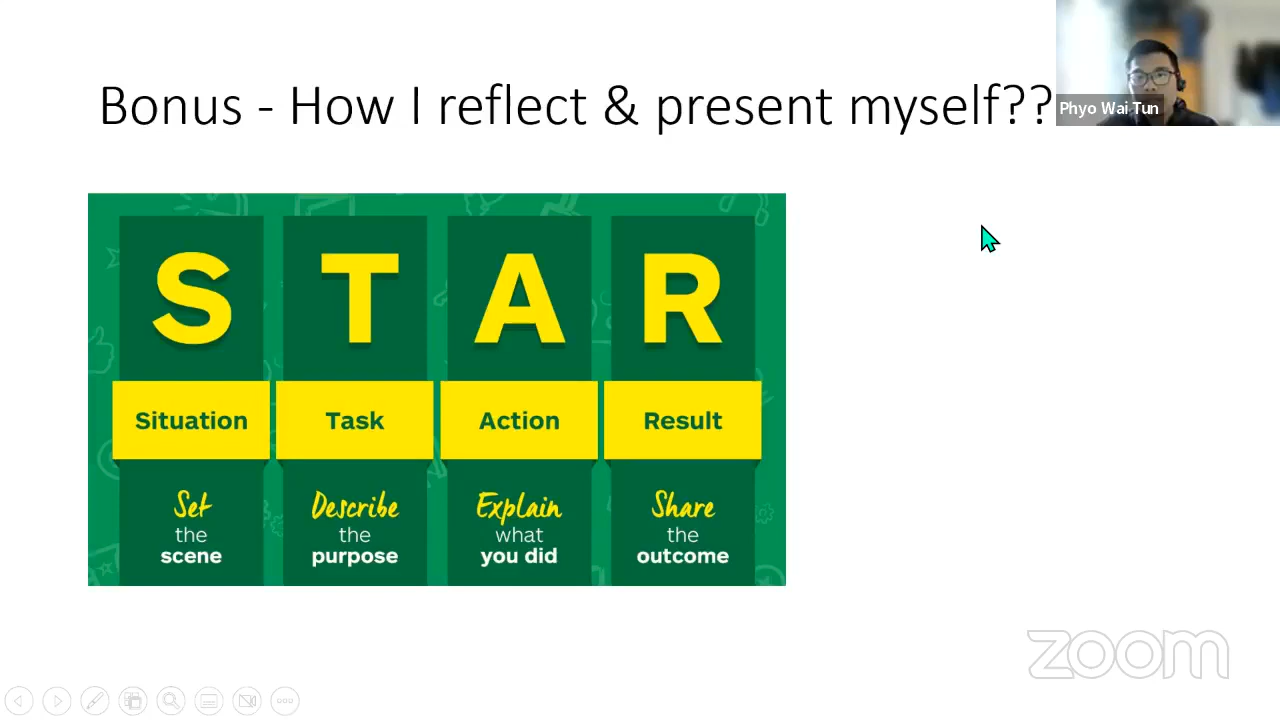 Bonus - How I reflect & present myself??
Phyo Wai Tun
S T A R
Situation Task Action Result
Set Describe Explain Share
the the what the
scene purpose you did outcome
zoom